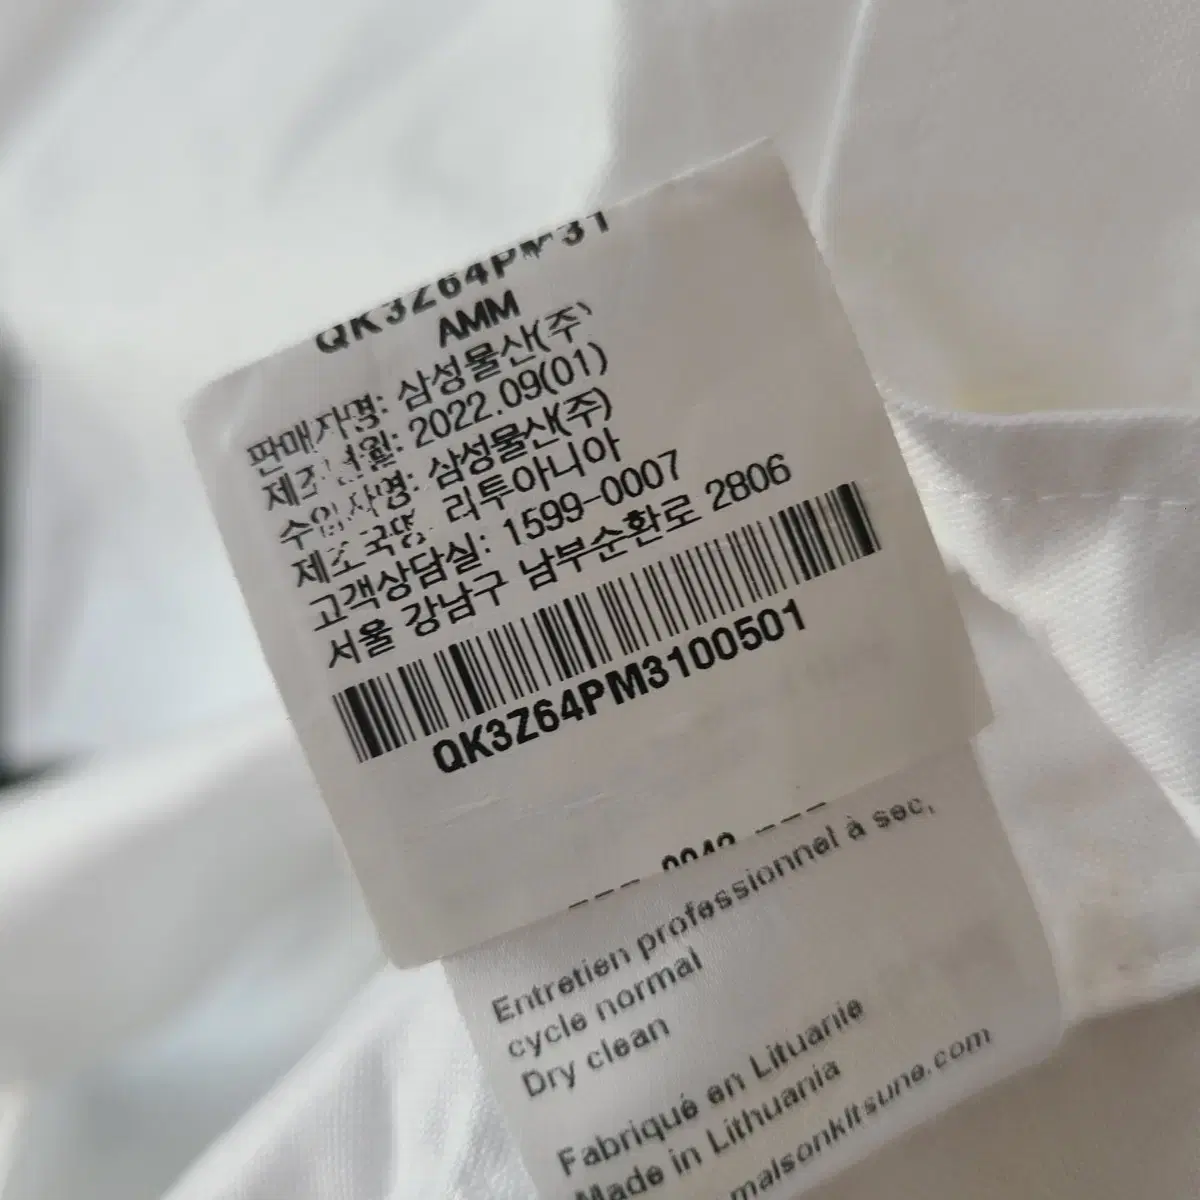 QK3Z64PM31
AMM
판매자명: 삼성물산(주)
제조년월: 2022.09(01)
수입자명: 삼성물산(주)
제조국명: 리투아니아
고객상담실: 1599-0007
서울 강남구 남부순환로 2806
QK3Z64PM3100501
Entretien professionnel à sec,
cycle normal
Dry clean
Fabriqué en Lituanie
Made in Lithuania
maisonkitsune.com